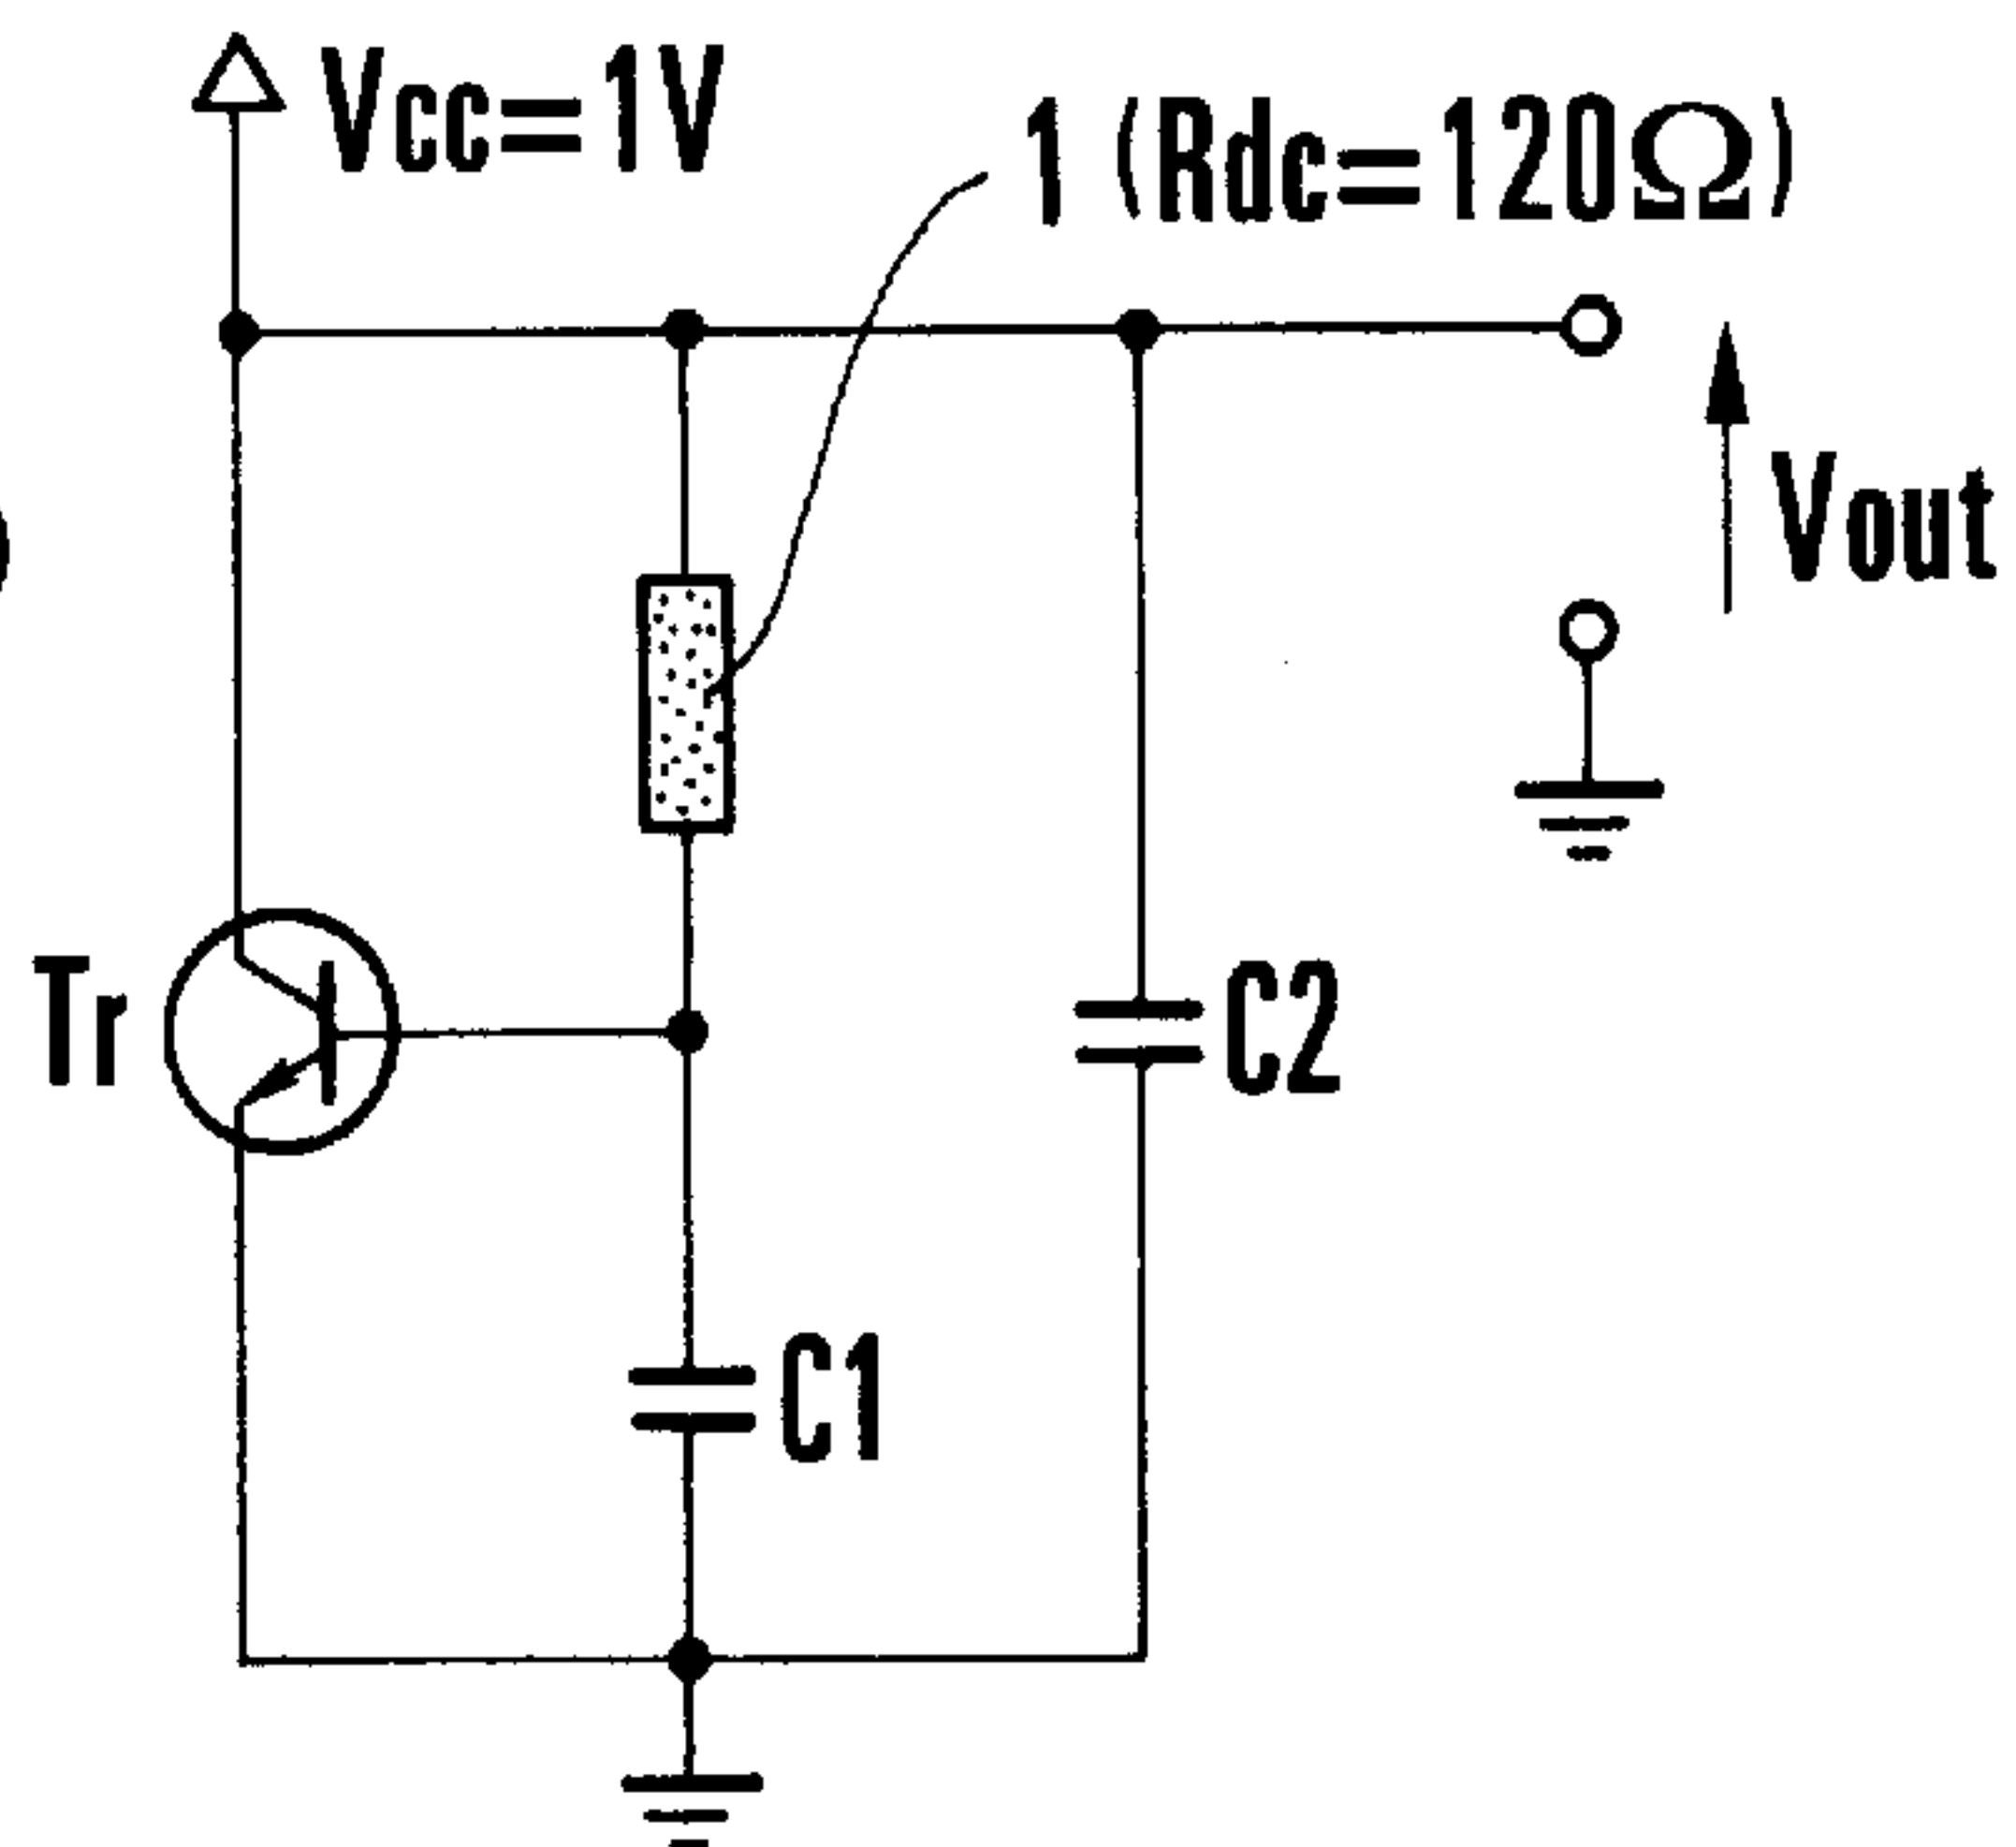 Vcc=1V
1 (Rdc=120Ω)
Vout
Tr
C2
C1